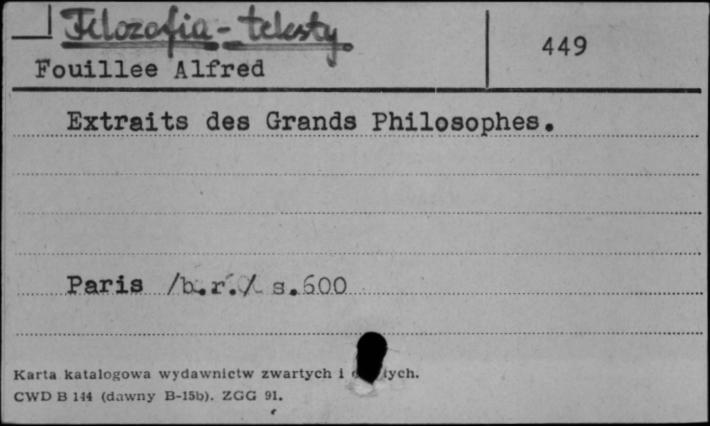 Filozofia - teksty
449
Fouillee Alfred
Extraits des Grands Philosophes.
Paris /b.r./ s.600
Karta katalogowa wydawnictw zwartych i
CWD B 144 (dawny B-15b). ZGG 91.